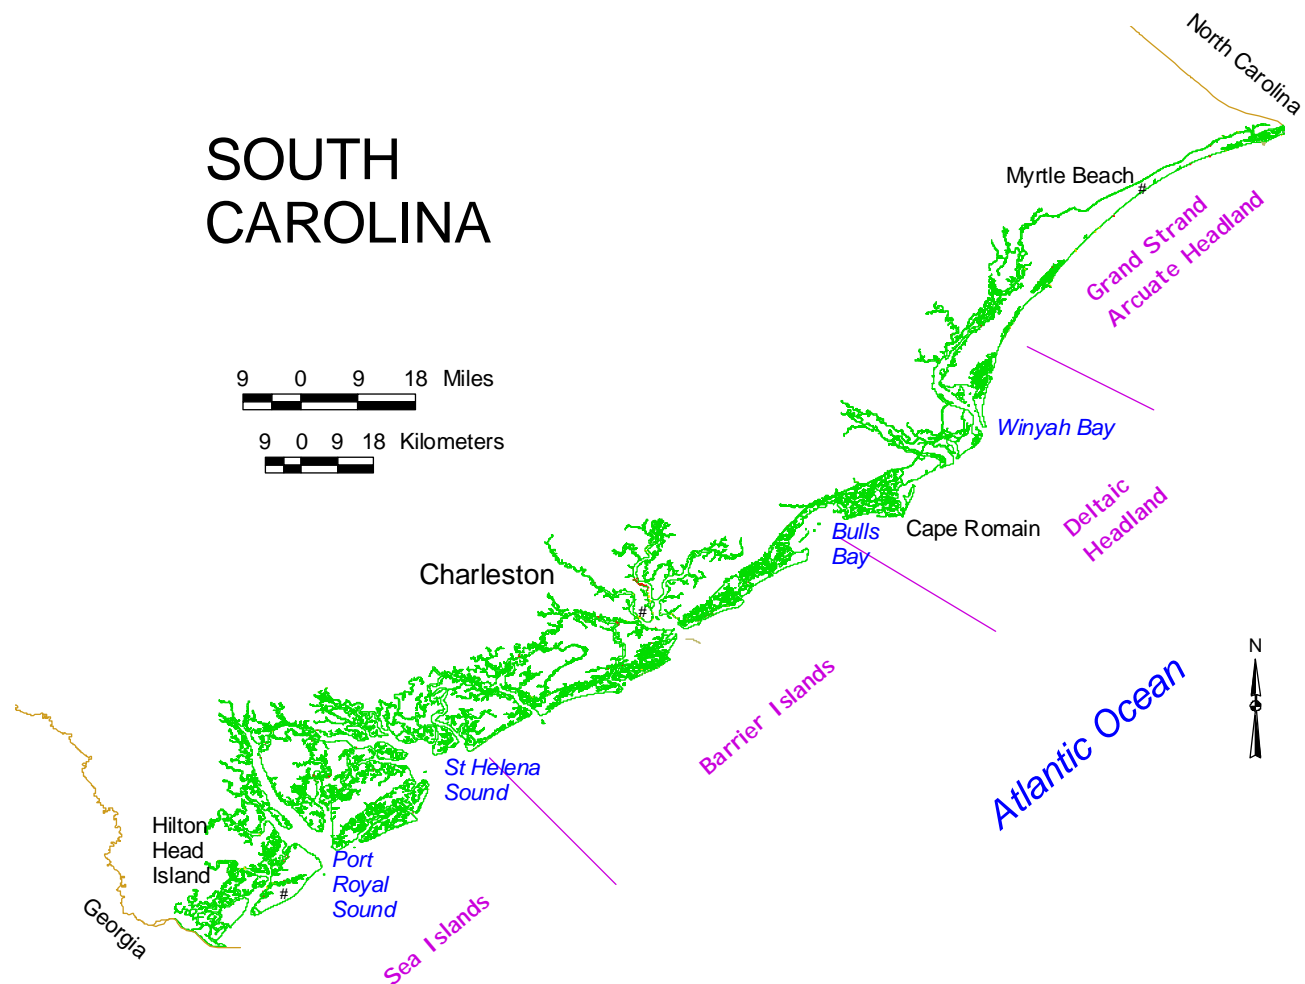 North Carolina
SOUTH
CAROLINA
Myrtle Beach
#
Grand Strand
Arcuate Headland
9 0 9 18 Miles
9 0 9 18 Kilometers
Winyah Bay
Deltaic
Headland
Cape Romain
Bulls
Bay
Charleston
#
N
Barrier Islands
Atlantic Ocean
St Helena
Sound
Hilton
Head
Island
#
Port
Royal
Sound
Georgia
Sea Islands